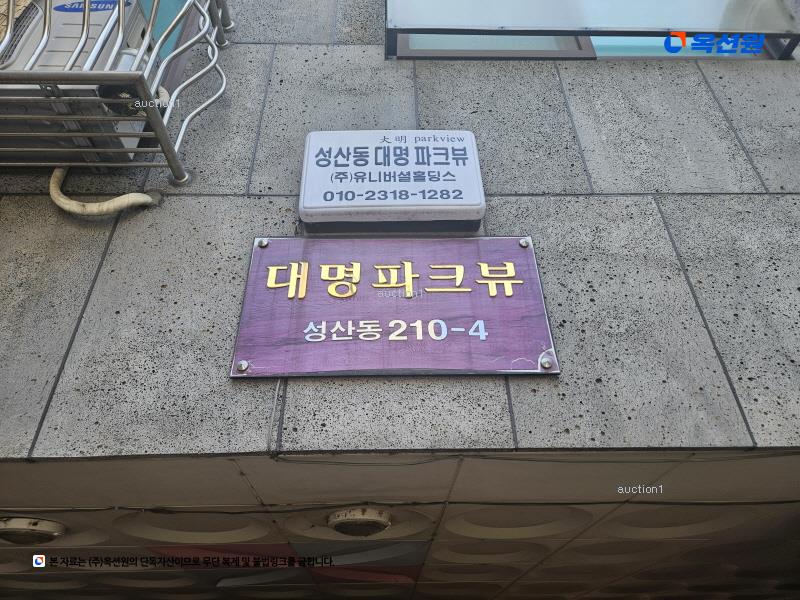 SAMSUNG
옥션원
auction1
大明 parkview
성산동 대명 파크뷰
(주)유니버설홀딩스
010-2318-1282
대명파크뷰
auction1
성산동 210-4
auction1
본 자료는 (주)옥션원의 단독자산이므로 무단 복제 및 불법링크를 금합니다.